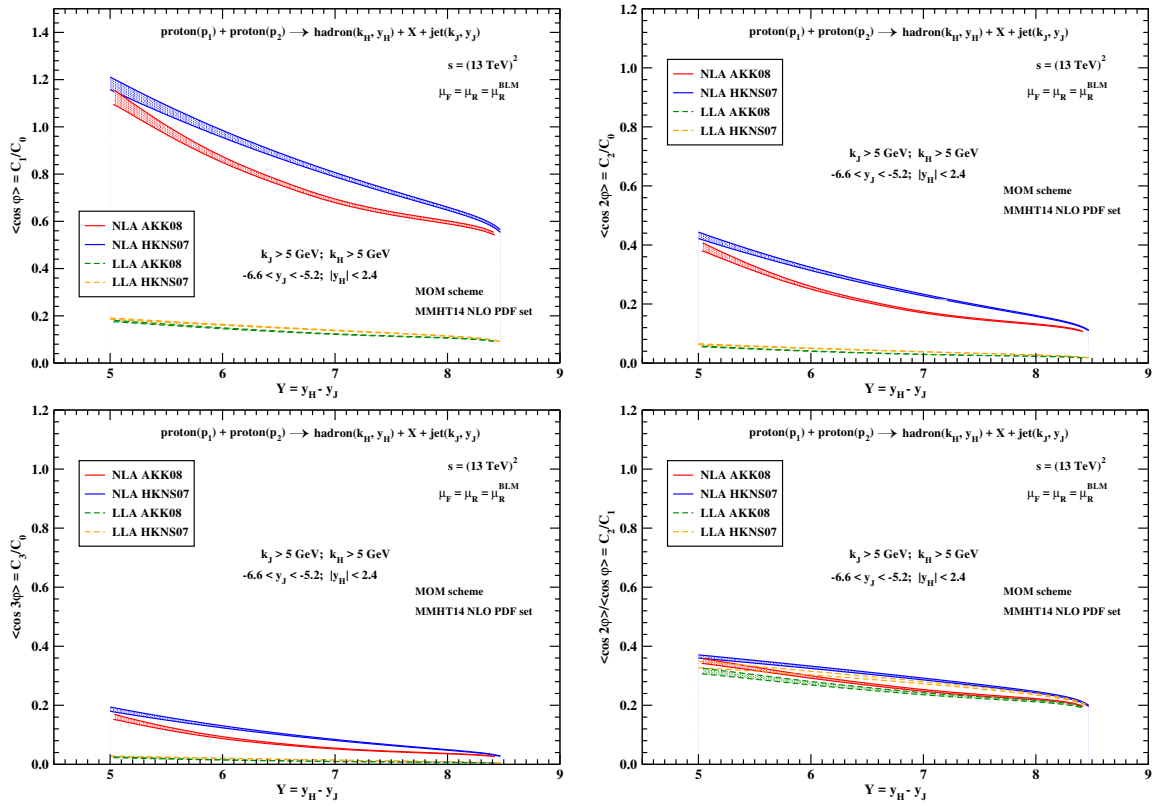 proton(p1) + proton(p2) → hadron(kH, yH) + X + jet(kJ, yJ)
s = (13 TeV)2
μF = μR = μRBLM
NLA AKK08
NLA HKNS07
LLA AKK08
LLA HKNS07
kJ > 5 GeV; kH > 5 GeV
-6.6 < yJ < -5.2; |yH| < 2.4
MOM scheme
MMHT14 NLO PDF set
<cos φ> = C1/C0
0.0
0.2
0.4
0.6
0.8
1.0
1.2
1.4
5 6 7 8 9
Y = yH - yJ
proton(p1) + proton(p2) → hadron(kH, yH) + X + jet(kJ, yJ)
s = (13 TeV)2
μF = μR = μRBLM
NLA AKK08
NLA HKNS07
LLA AKK08
LLA HKNS07
kJ > 5 GeV; kH > 5 GeV
-6.6 < yJ < -5.2; |yH| < 2.4
MOM scheme
MMHT14 NLO PDF set
<cos 2φ> = C2/C0
0.0
0.2
0.4
0.6
0.8
1.0
1.2
5 6 7 8 9
Y = yH - yJ
proton(p1) + proton(p2) → hadron(kH, yH) + X + jet(kJ, yJ)
s = (13 TeV)2
μF = μR = μRBLM
NLA AKK08
NLA HKNS07
LLA AKK08
LLA HKNS07
kJ > 5 GeV; kH > 5 GeV
-6.6 < yJ < -5.2; |yH| < 2.4
MOM scheme
MMHT14 NLO PDF set
<cos 3φ> = C3/C0
0.0
0.2
0.4
0.6
0.8
1.0
1.2
5 6 7 8 9
Y = yH - yJ
proton(p1) + proton(p2) → hadron(kH, yH) + X + jet(kJ, yJ)
s = (13 TeV)2
μF = μR = μRBLM
NLA AKK08
NLA HKNS07
LLA AKK08
LLA HKNS07
kJ > 5 GeV; kH > 5 GeV
-6.6 < yJ < -5.2; |yH| < 2.4
MOM scheme
MMHT14 NLO PDF set
<cos 2φ>/<cos φ> = C2/C1
0.0
0.2
0.4
0.6
0.8
1.0
1.2
5 6 7 8 9
Y = yH - yJ